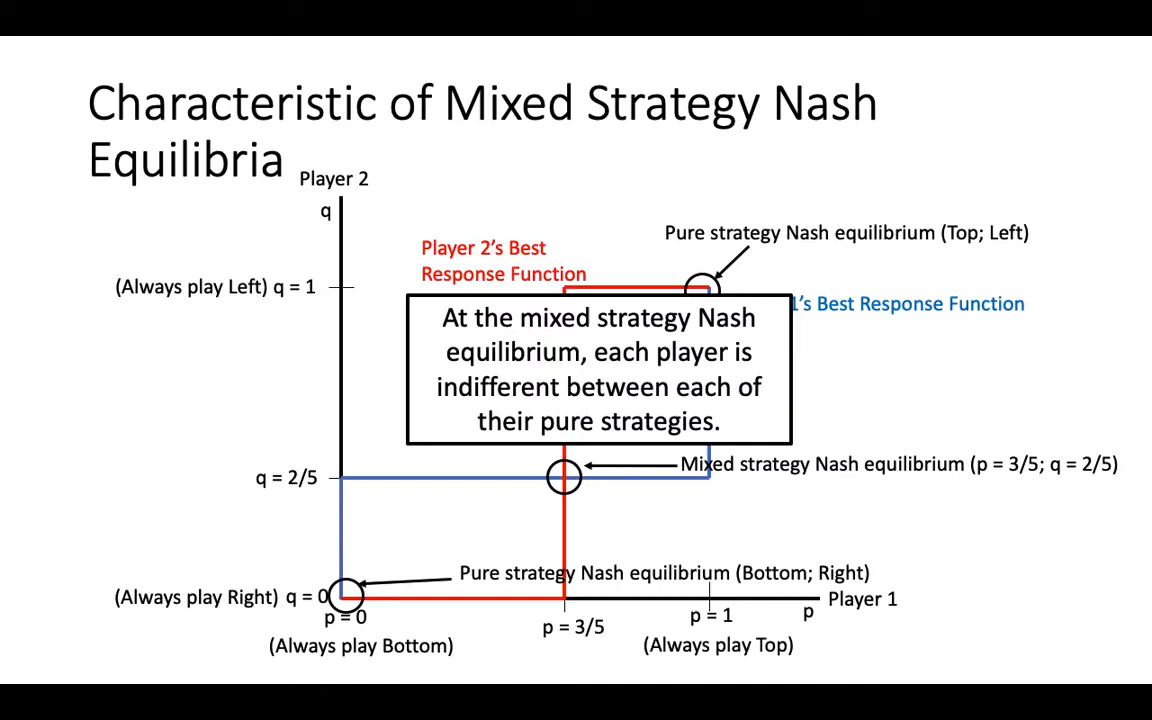 Characteristic of Mixed Strategy Nash
Equilibria
Player 2
q
Pure strategy Nash equilibrium (Top; Left)
Player 2’s Best
Response Function
(Always play Left) q = 1
1’s Best Response Function
At the mixed strategy Nash
equilibrium, each player is
indifferent between each of
their pure strategies.
Mixed strategy Nash equilibrium (p = 3/5; q = 2/5)
q = 2/5
Pure strategy Nash equilibrium (Bottom; Right)
(Always play Right) q = 0
Player 1
p = 0
p = 3/5
p = 1
p
(Always play Bottom)
(Always play Top)